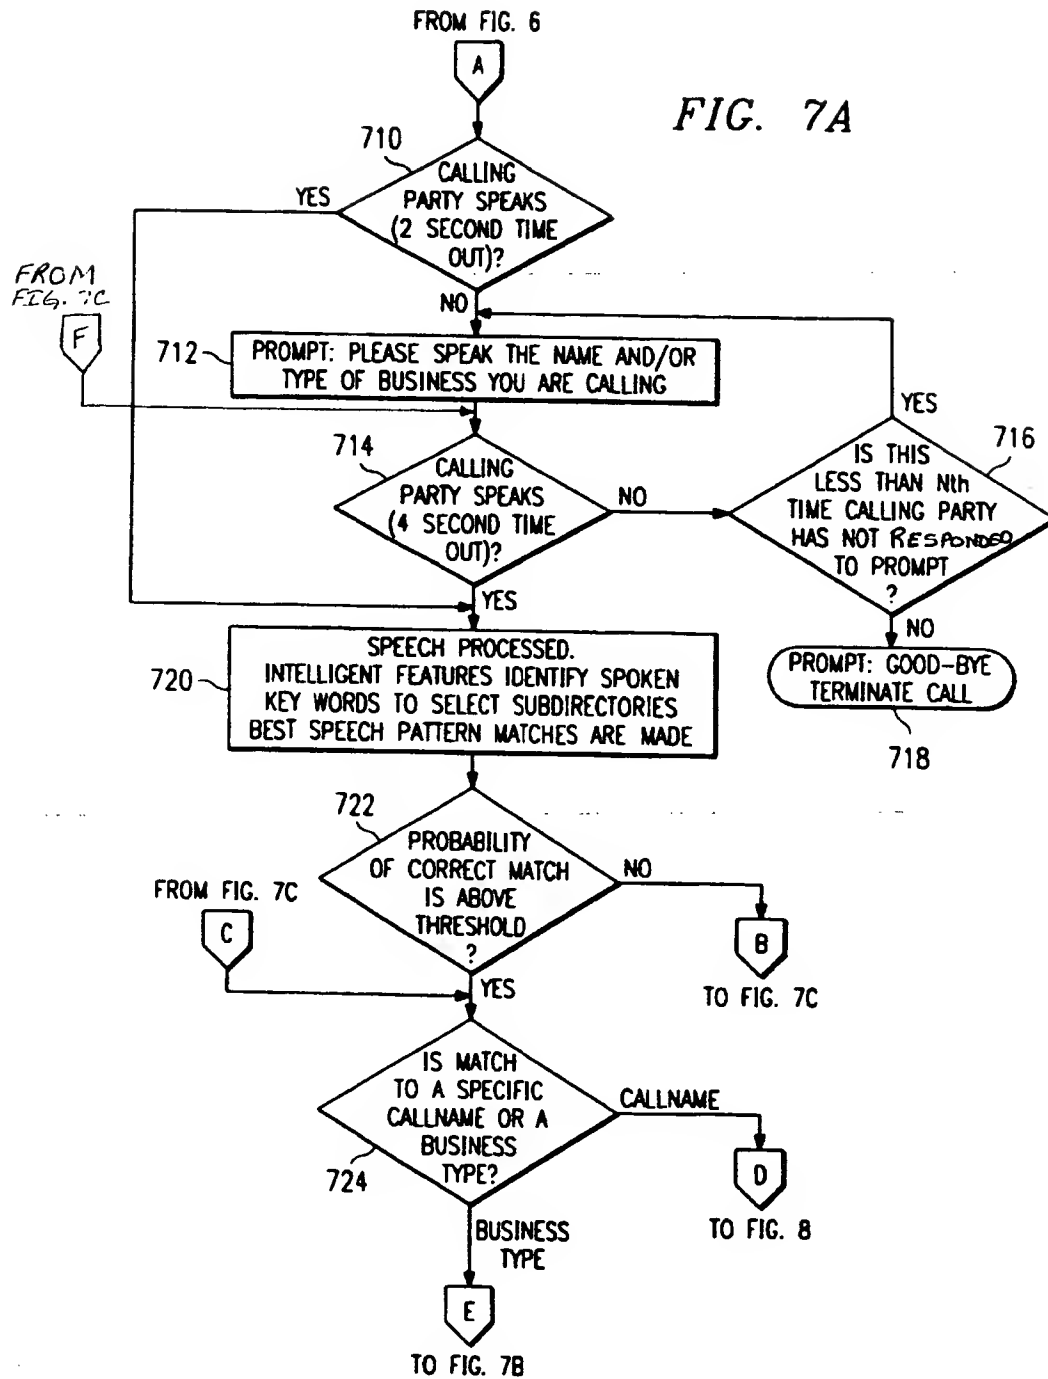 FROM FIG. 6
A
FIG. 7A
710
CALLING
PARTY SPEAKS
(2 SECOND TIME
OUT)?
YES
NO
FROM
FIG. 7C
F
712
PROMPT: PLEASE SPEAK THE NAME AND/OR
TYPE OF BUSINESS YOU ARE CALLING
714
CALLING
PARTY SPEAKS
(4 SECOND TIME
OUT)?
NO
YES
716
IS THIS
LESS THAN Nth
TIME CALLING PARTY
HAS NOT RESPONDED
TO PROMPT
?
YES
NO
PROMPT: GOOD-BYE
TERMINATE CALL
718
720
SPEECH PROCESSED.
INTELLIGENT FEATURES IDENTIFY SPOKEN
KEY WORDS TO SELECT SUBDIRECTORIES
BEST SPEECH PATTERN MATCHES ARE MADE
722
PROBABILITY
OF CORRECT MATCH
IS ABOVE
THRESHOLD
?
NO
B
TO FIG. 7C
FROM FIG. 7C
C
YES
724
IS MATCH
TO A SPECIFIC
CALLNAME OR A
BUSINESS
TYPE?
CALLNAME
D
TO FIG. 8
BUSINESS
TYPE
E
TO FIG. 7B